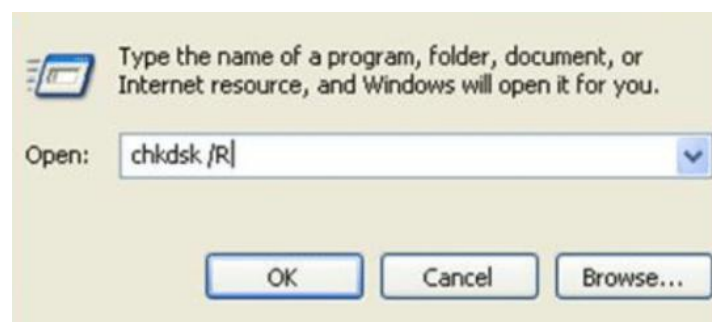 Type the name of a program, folder, document, or
Internet resource, and Windows will open it for you.
Open: chkdsk /R
OK Cancel Browse...